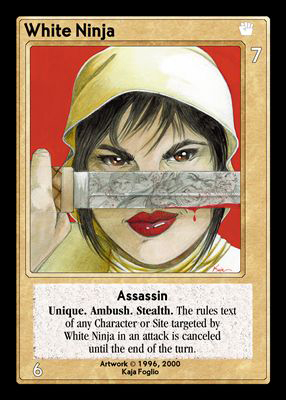 White Ninja
7
Assassin
Unique. Ambush. Stealth. The rules text
of any Character or Site targeted by
White Ninja in an attack is canceled
until the end of the turn.
6
Artwork © 1996, 2000
Kaja Foglio